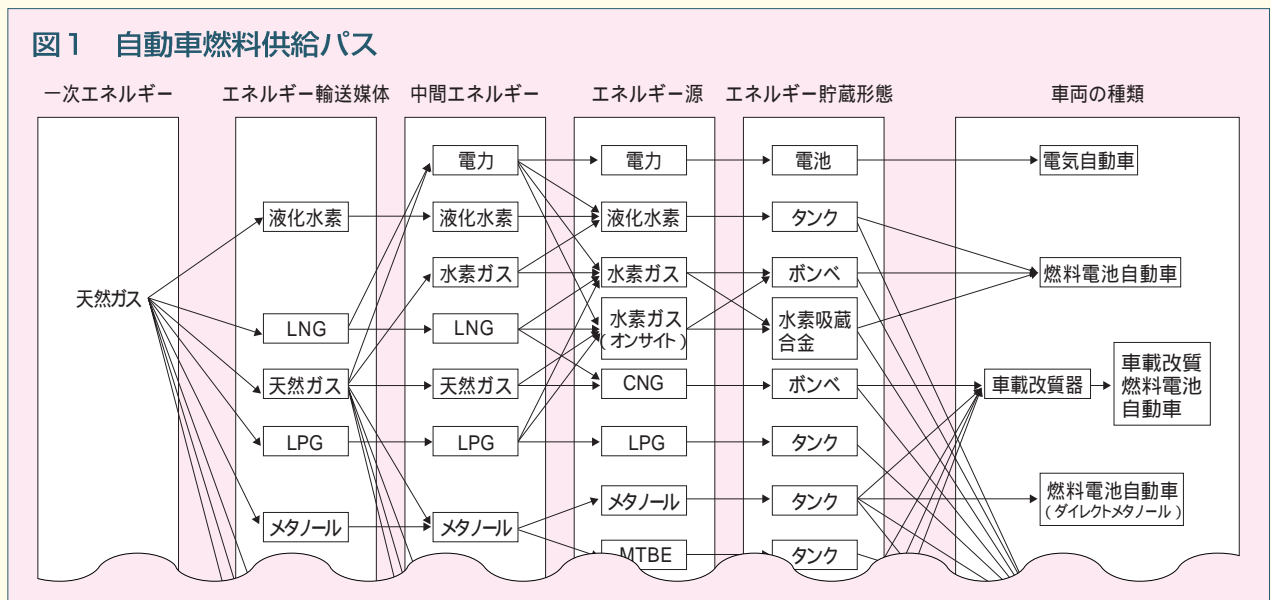 図1 自動車燃料供給パス
一次エネルギー
エネルギー輸送媒体
中間エネルギー
エネルギー源
エネルギー貯蔵形態
車両の種類
天然ガス
液化水素
LNG
天然ガス
LPG
メタノール
電力
液化水素
水素ガス
LNG
天然ガス
LPG
メタノール
電力
液化水素
水素ガス
水素ガス
(オンサイト)
CNG
LPG
メタノール
MTBE
電池
タンク
ボンベ
水素吸蔵
合金
ボンベ
タンク
タンク
タンク
電気自動車
燃料電池自動車
車載改質器
車載改質
燃料電池
自動車
燃料電池自動車
(ダイレクトメタノール)